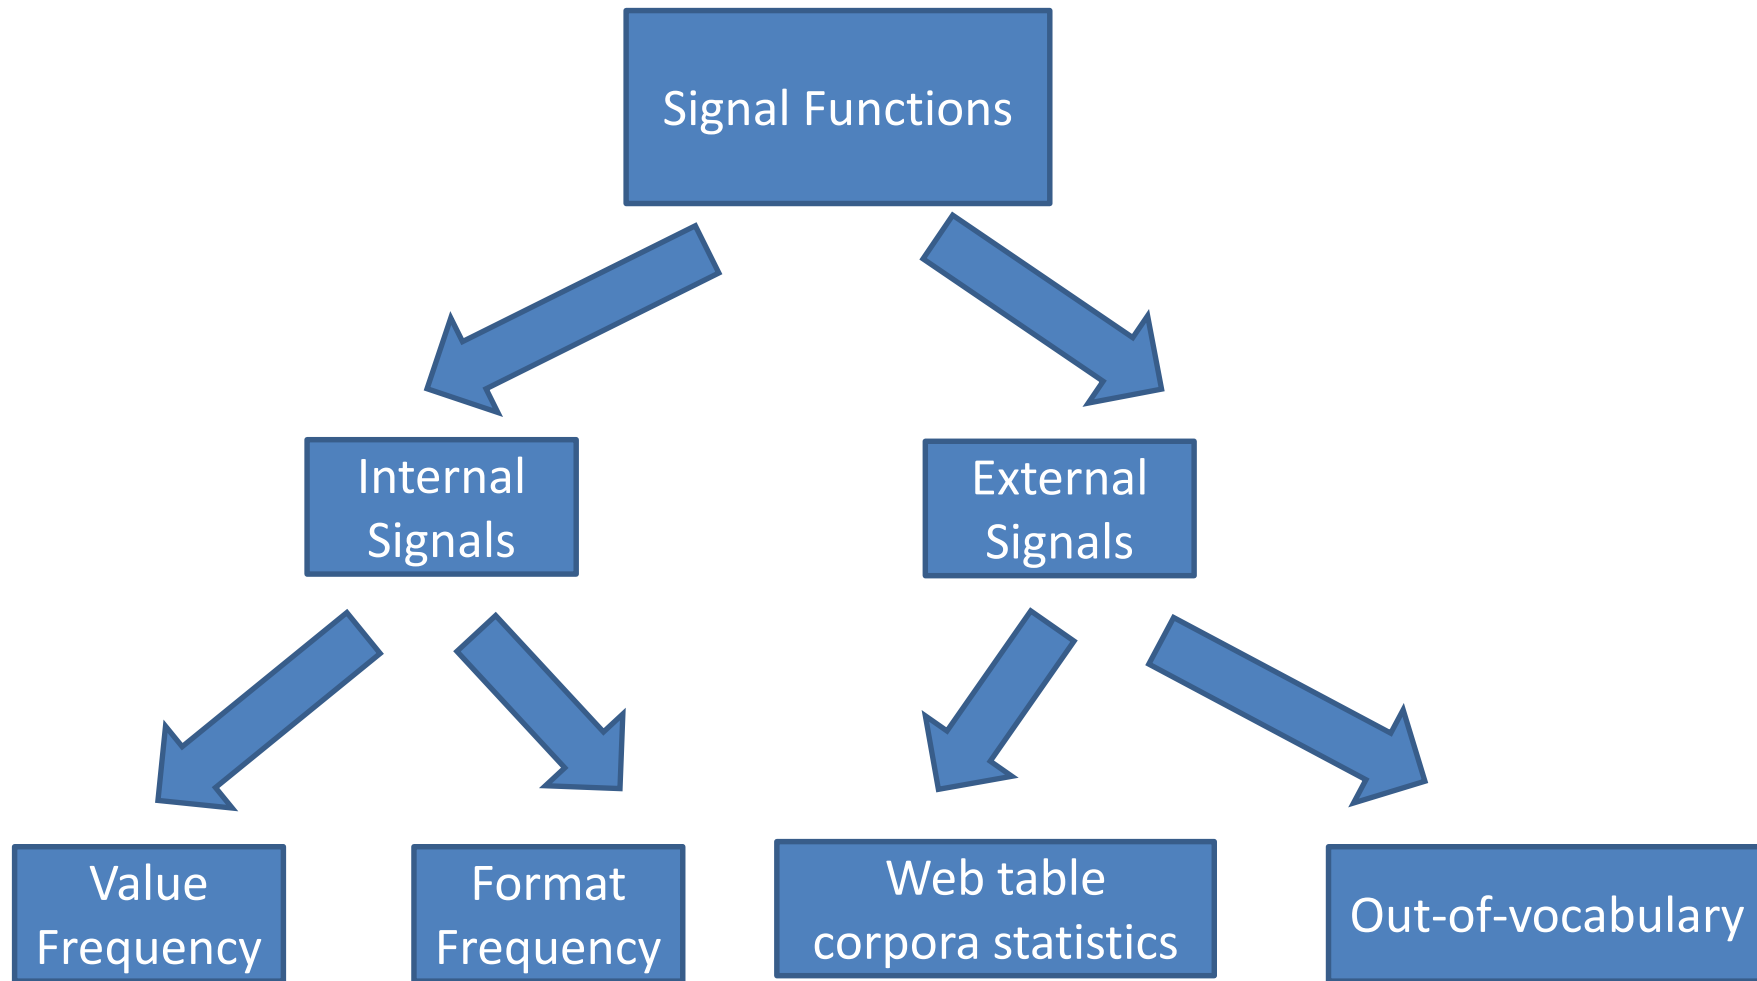 Signal Functions
Internal
Signals
External
Signals
Value
Frequency
Format
Frequency
Web table
corpora statistics
Out-of-vocabulary